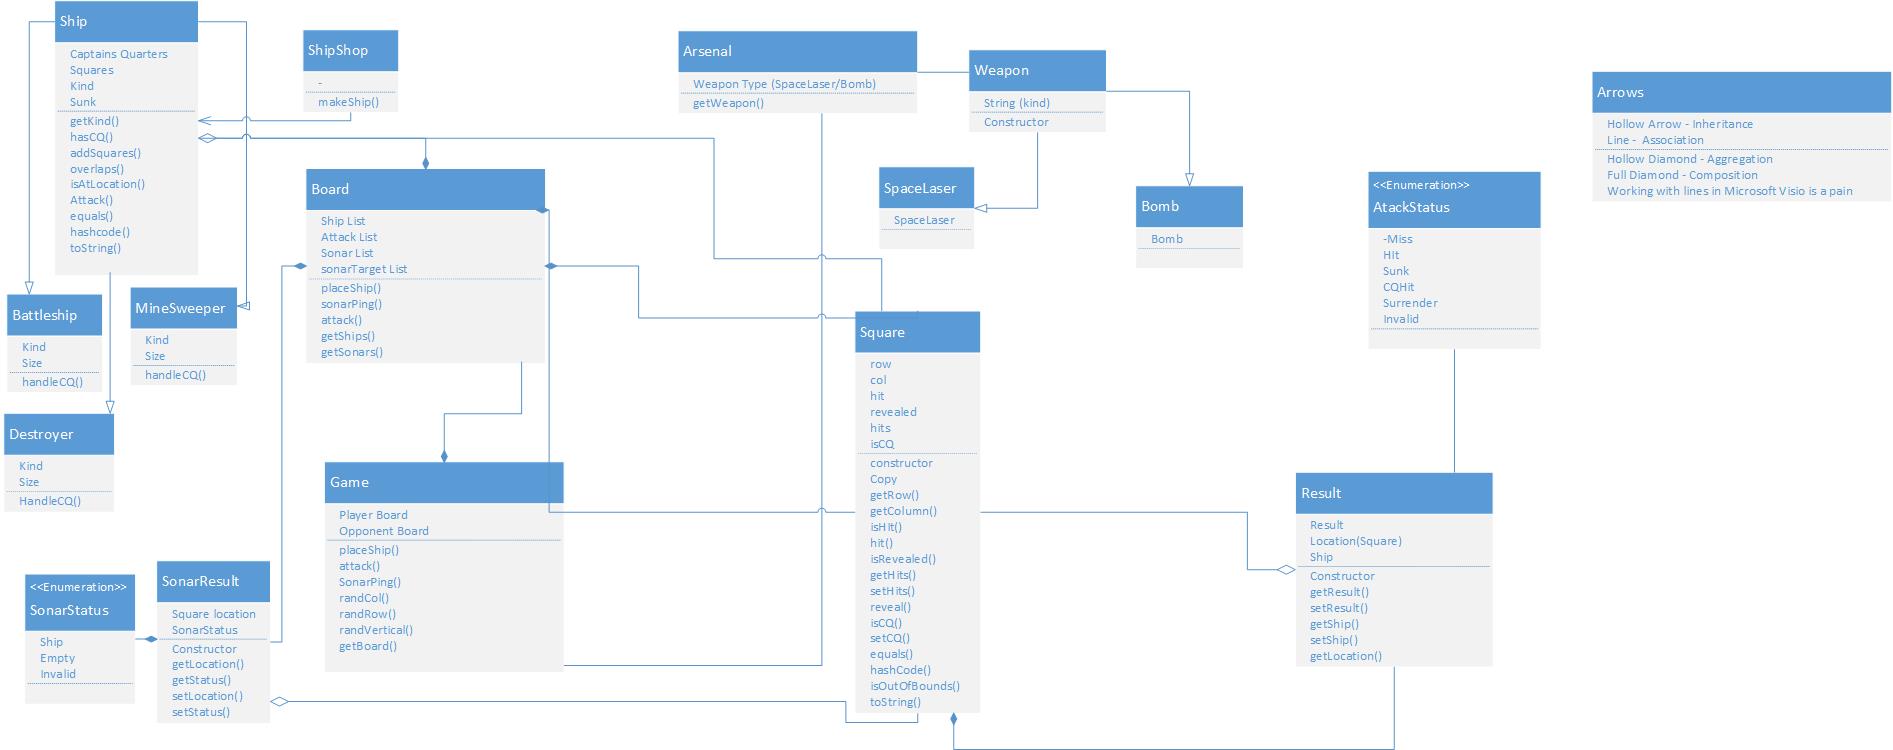 Ship
Captains Quarters
Squares
Kind
Sunk
getKind()
hasCQ()
addSquares()
overlaps()
isAtLocation()
Attack()
equals()
hashcode()
toString()
ShipShop
-
makeShip()
Arsenal
Weapon Type (SpaceLaser/Bomb)
getWeapon()
Weapon
String (kind)
Constructor
Arrows
Hollow Arrow - Inheritance
Line - Association
Hollow Diamond - Aggregation
Full Diamond - Composition
Working with lines in Microsoft Visio is a pain
Board
Ship List
Attack List
Sonar List
sonarTarget List
placeShip()
sonarPing()
attack()
getShips()
getSonars()
SpaceLaser
SpaceLaser
Bomb
Bomb
<<Enumeration>>
AtackStatus
-Miss
HIt
Sunk
CQHit
Surrender
Invalid
Battleship
Kind
Size
handleCQ()
MineSweeper
Kind
Size
handleCQ()
Destroyer
Kind
Size
HandleCQ()
Square
row
col
hit
revealed
hits
isCQ
constructor
Copy
getRow()
getColumn()
isHIt()
hit()
isRevealed()
getHits()
setHits()
reveal()
isCQ()
setCQ()
equals()
hashCode()
isOutOfBounds()
toString()
Game
Player Board
Opponent Board
placeShip()
attack()
SonarPing()
randCol()
randRow()
randVertical()
getBoard()
Result
Result
Location(Square)
Ship
Constructor
getResult()
setResult()
getShip()
setShip()
getLocation()
<<Enumeration>>
SonarStatus
Ship
Empty
Invalid
SonarResult
Square location
SonarStatus
Constructor
getLocation()
getStatus()
setLocation()
setStatus()